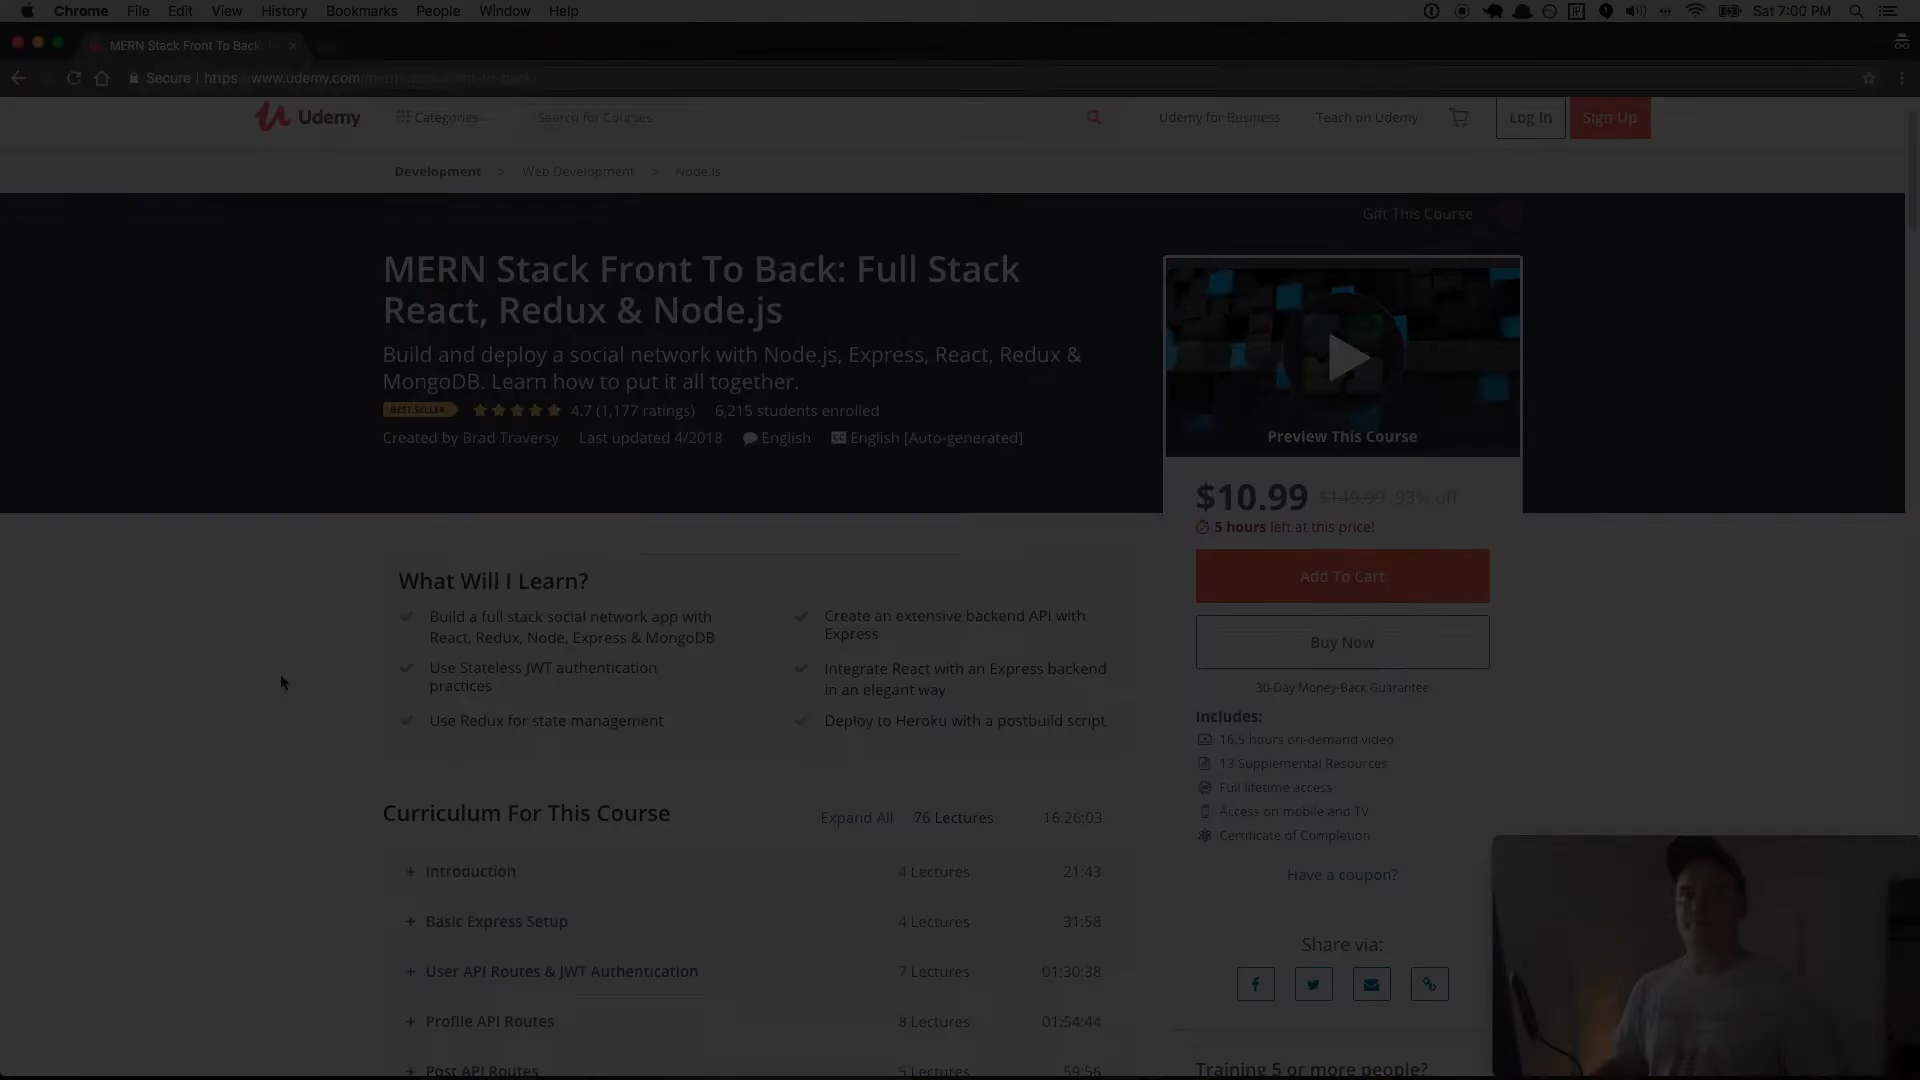 Chrome File Edit View History Bookmarks People Window Help
Sat 7:00 PM
MERN Stack Front To Back:
Secure | https://www.udemy.com/
Udemy
Categories
Search for Courses
Udemy for Business
Teach on Udemy
Log In
Sign Up
Development > Web Development > Node.js
Gift This Course
MERN Stack Front To Back: Full Stack
React, Redux & Node.js
Build and deploy a social network with Node.js, Express, React, Redux &
MongoDB. Learn how to put it all together.
BEST SELLER 4.7 (1,177 ratings) 6,215 students enrolled
Created by Brad Traversy Last updated 4/2018 English English [Auto-generated]
Preview This Course
$10.99 $149.99 93% off
5 hours left at this price!
Add To Cart
Buy Now
30-Day Money-Back Guarantee
Includes:
16.5 hours on-demand video
13 Supplemental Resources
Full lifetime access
Access on mobile and TV
Certificate of Completion
Have a coupon?
Share via:
Training 5 or more people?
What Will I Learn?
Build a full stack social network app with
React, Redux, Node, Express & MongoDB
Use Stateless JWT authentication
practices
Use Redux for state management
Create an extensive backend API with
Express
Integrate React with an Express backend
in an elegant way
Deploy to Heroku with a postbuild script
Curriculum For This Course
Expand All 76 Lectures 16:26:03
+ Introduction 4 Lectures 21:43
+ Basic Express Setup 4 Lectures 31:58
+ User API Routes & JWT Authentication 7 Lectures 01:30:38
+ Profile API Routes 8 Lectures 01:54:44
+ Post API Routes 5 Lectures 59:56